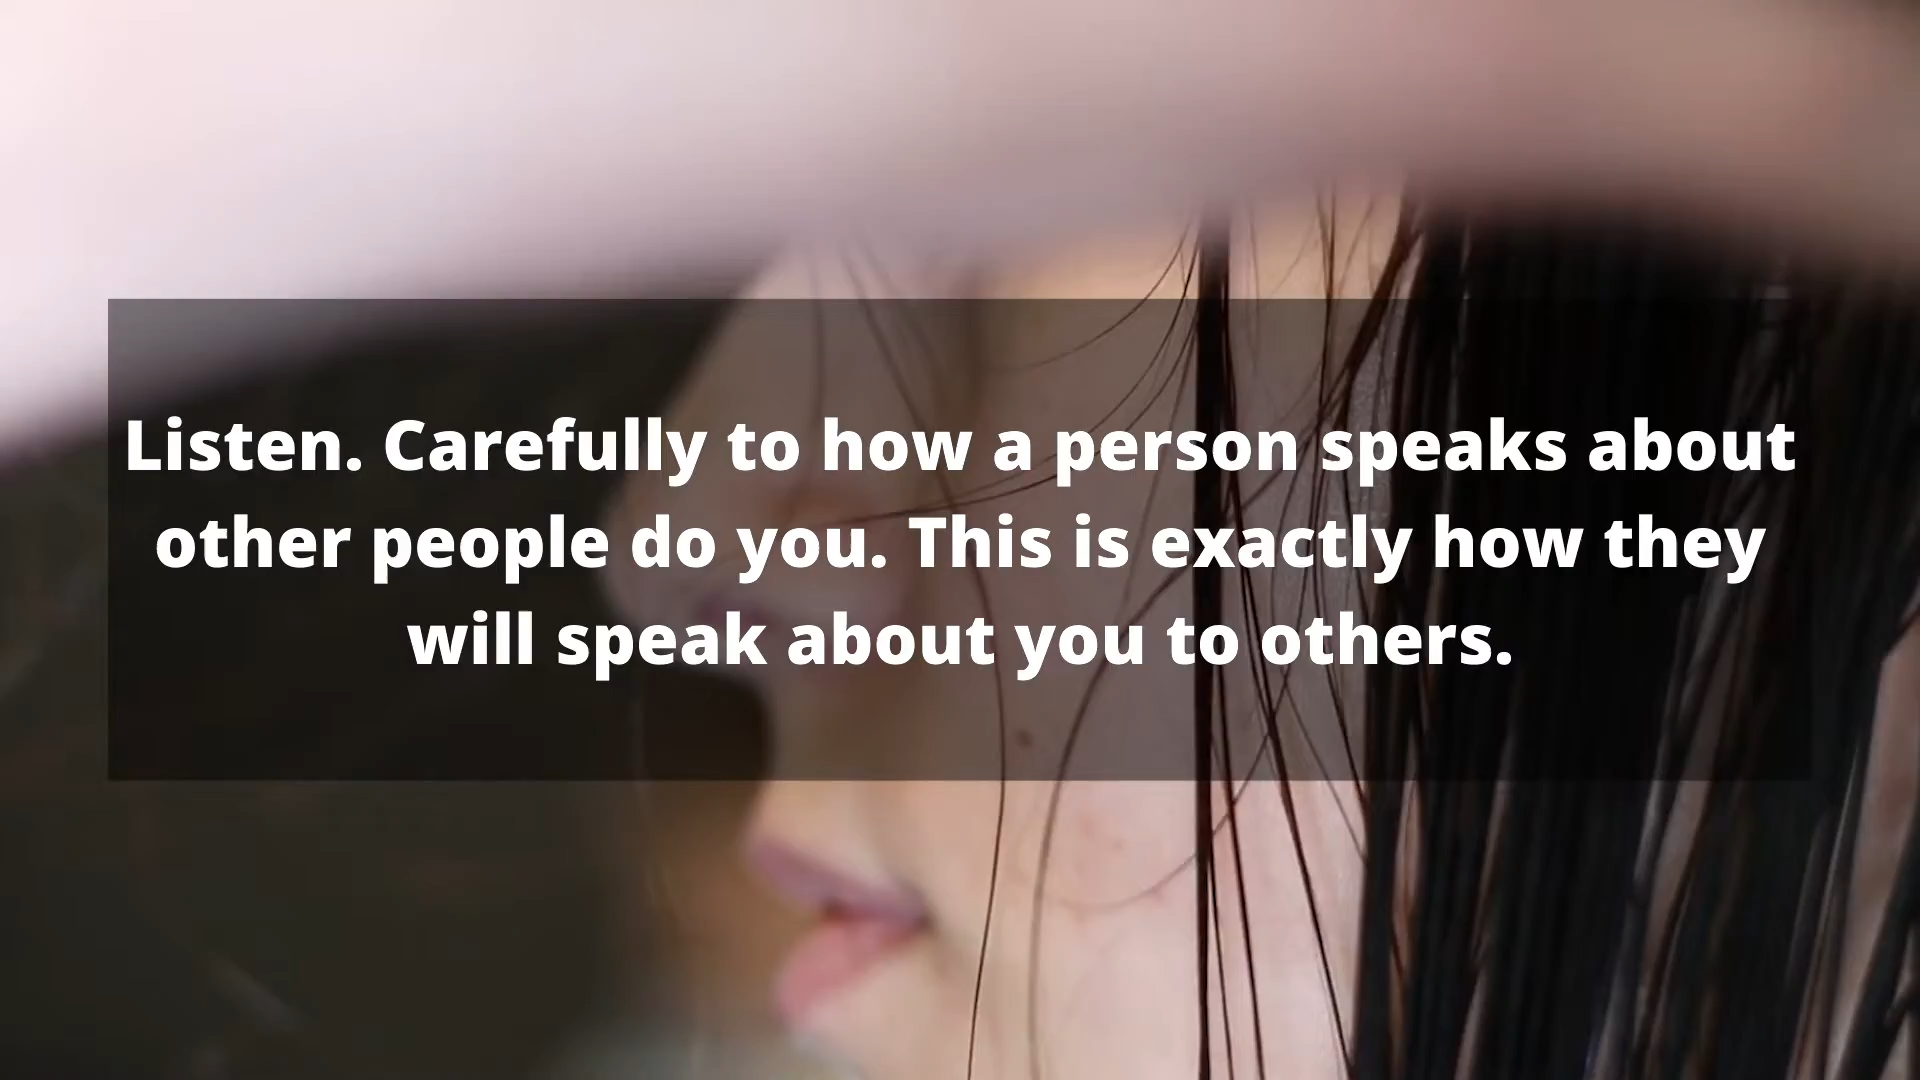 Listen. Carefully to how a person speaks about
other people do you. This is exactly how they
will speak about you to others.